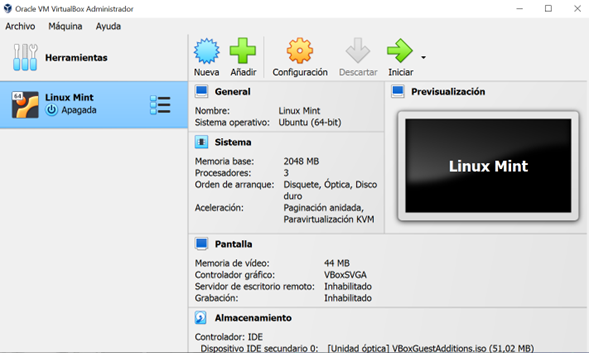 Oracle VM VirtualBox Administrador
Archivo Máquina Ayuda
Herramientas
Nueva Añadir Configuración Descartar Iniciar
64
Linux Mint
Apagada
General
Nombre: Linux Mint
Sistema operativo: Ubuntu (64-bit)
Previsualización
Linux Mint
Sistema
Memoria base: 2048 MB
Procesadores: 3
Orden de arranque: Disquete, Óptica, Disco
duro
Aceleración: Paginación anidada,
Paravirtualización KVM
Pantalla
Memoria de vídeo: 44 MB
Controlador gráfico: VBoxSVGA
Servidor de escritorio remoto: Inhabilitado
Grabación: Inhabilitado
Almacenamiento
Controlador: IDE
Dispositivo IDE secundario 0: [Unidad óptica] VBoxGuestAdditions.iso (51,02 MB)